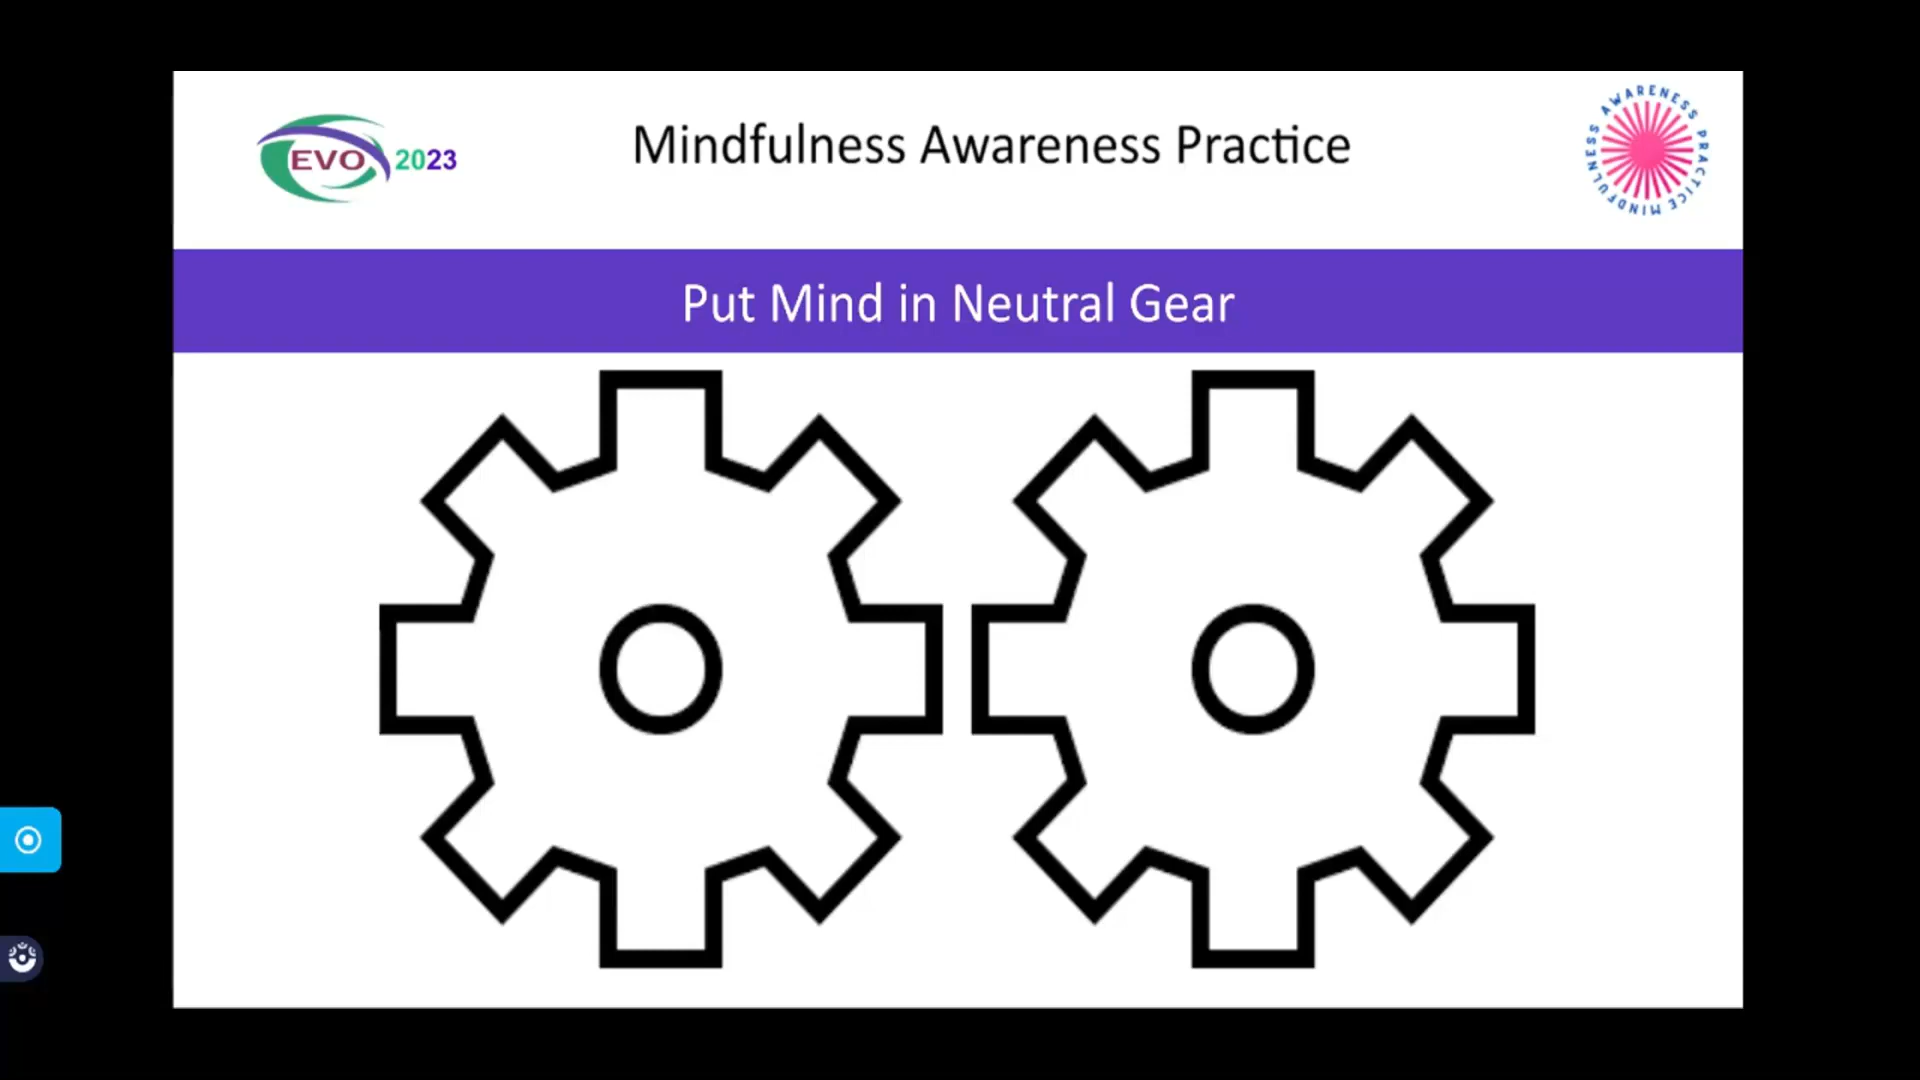 EVO 2023
Mindfulness Awareness Practice
MINDFULNESS AWARENESS PRACTICE
Put Mind in Neutral Gear